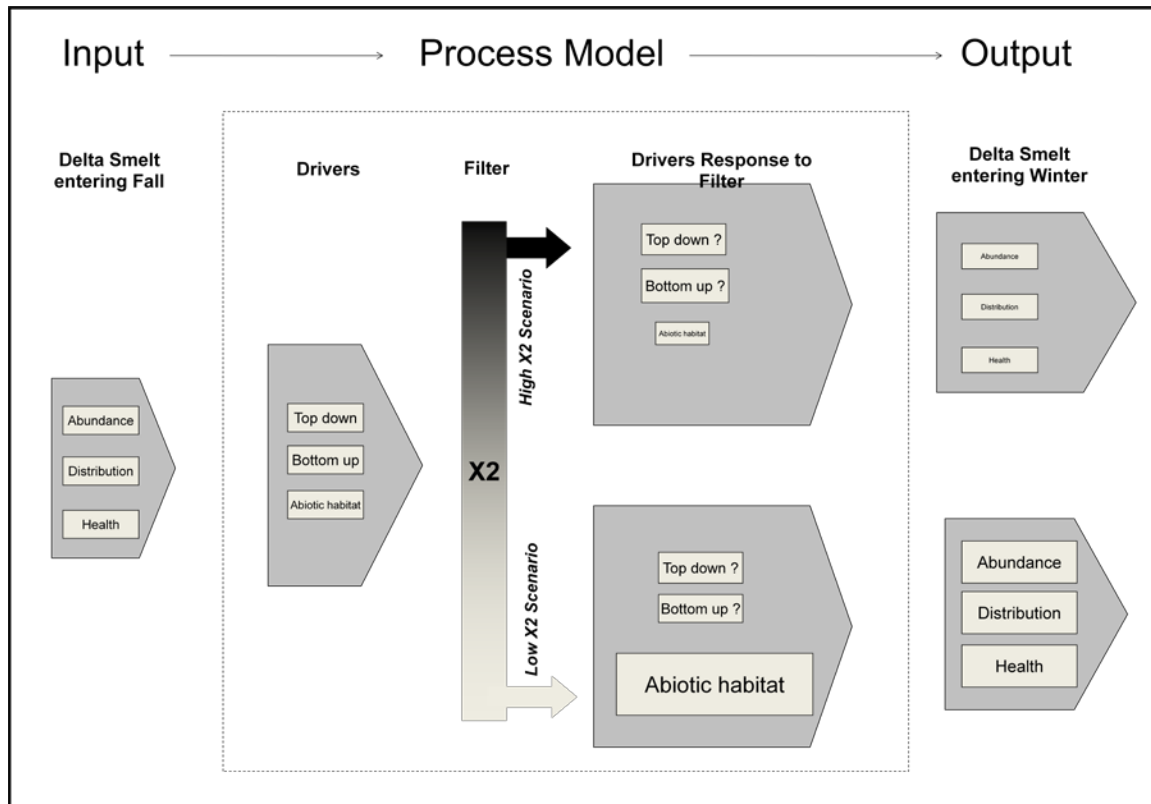 Input
Process Model
Output
Delta Smelt
entering Fall
Drivers
Filter
Drivers Response to
Filter
Delta Smelt
entering Winter
Abundance
Distribution
Health
Top down
Bottom up
Abiotic habitat
X2
High X2 Scenario
Low X2 Scenario
Top down ?
Bottom up ?
Abiotic habitat
Top down ?
Bottom up ?
Abiotic habitat
Abundance
Distribution
Health
Abundance
Distribution
Health